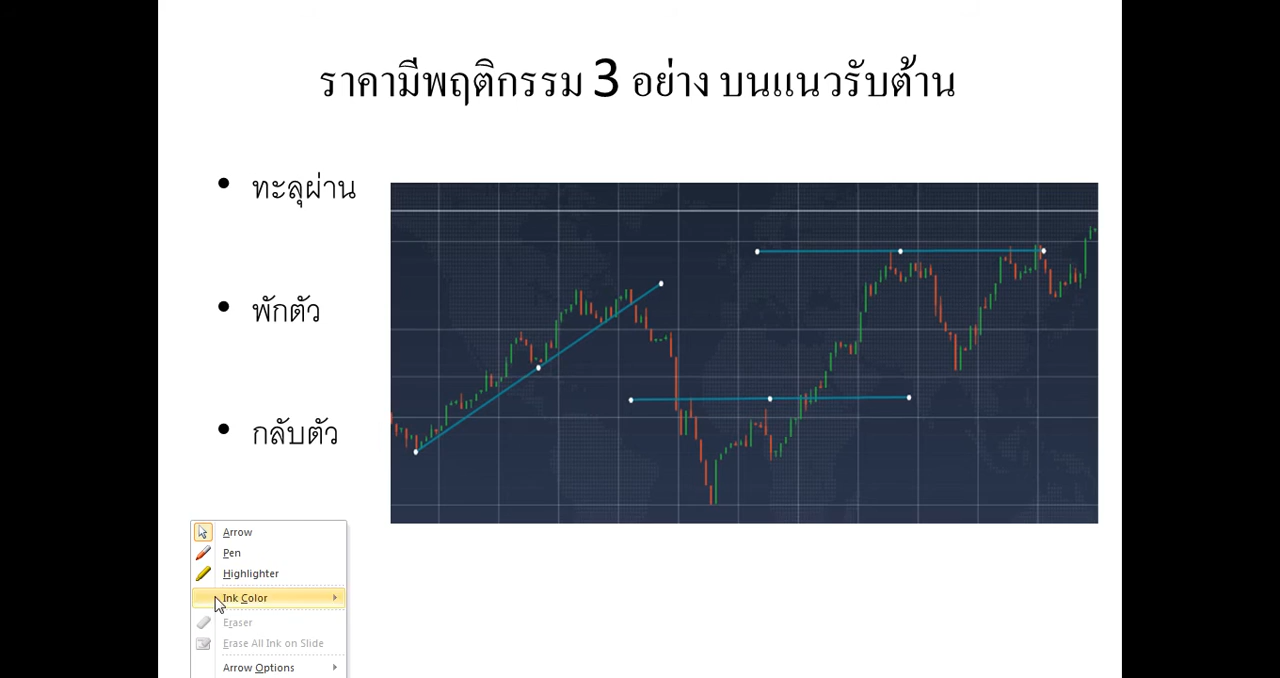 ราคามีพฤติกรรม 3 อย่าง บนแนวรับต้าน
• ทะลุผ่าน
• พักตัว
• กลับตัว
Arrow
Pen
Highlighter
Ink Color
Eraser
Erase All Ink on Slide
Arrow Options